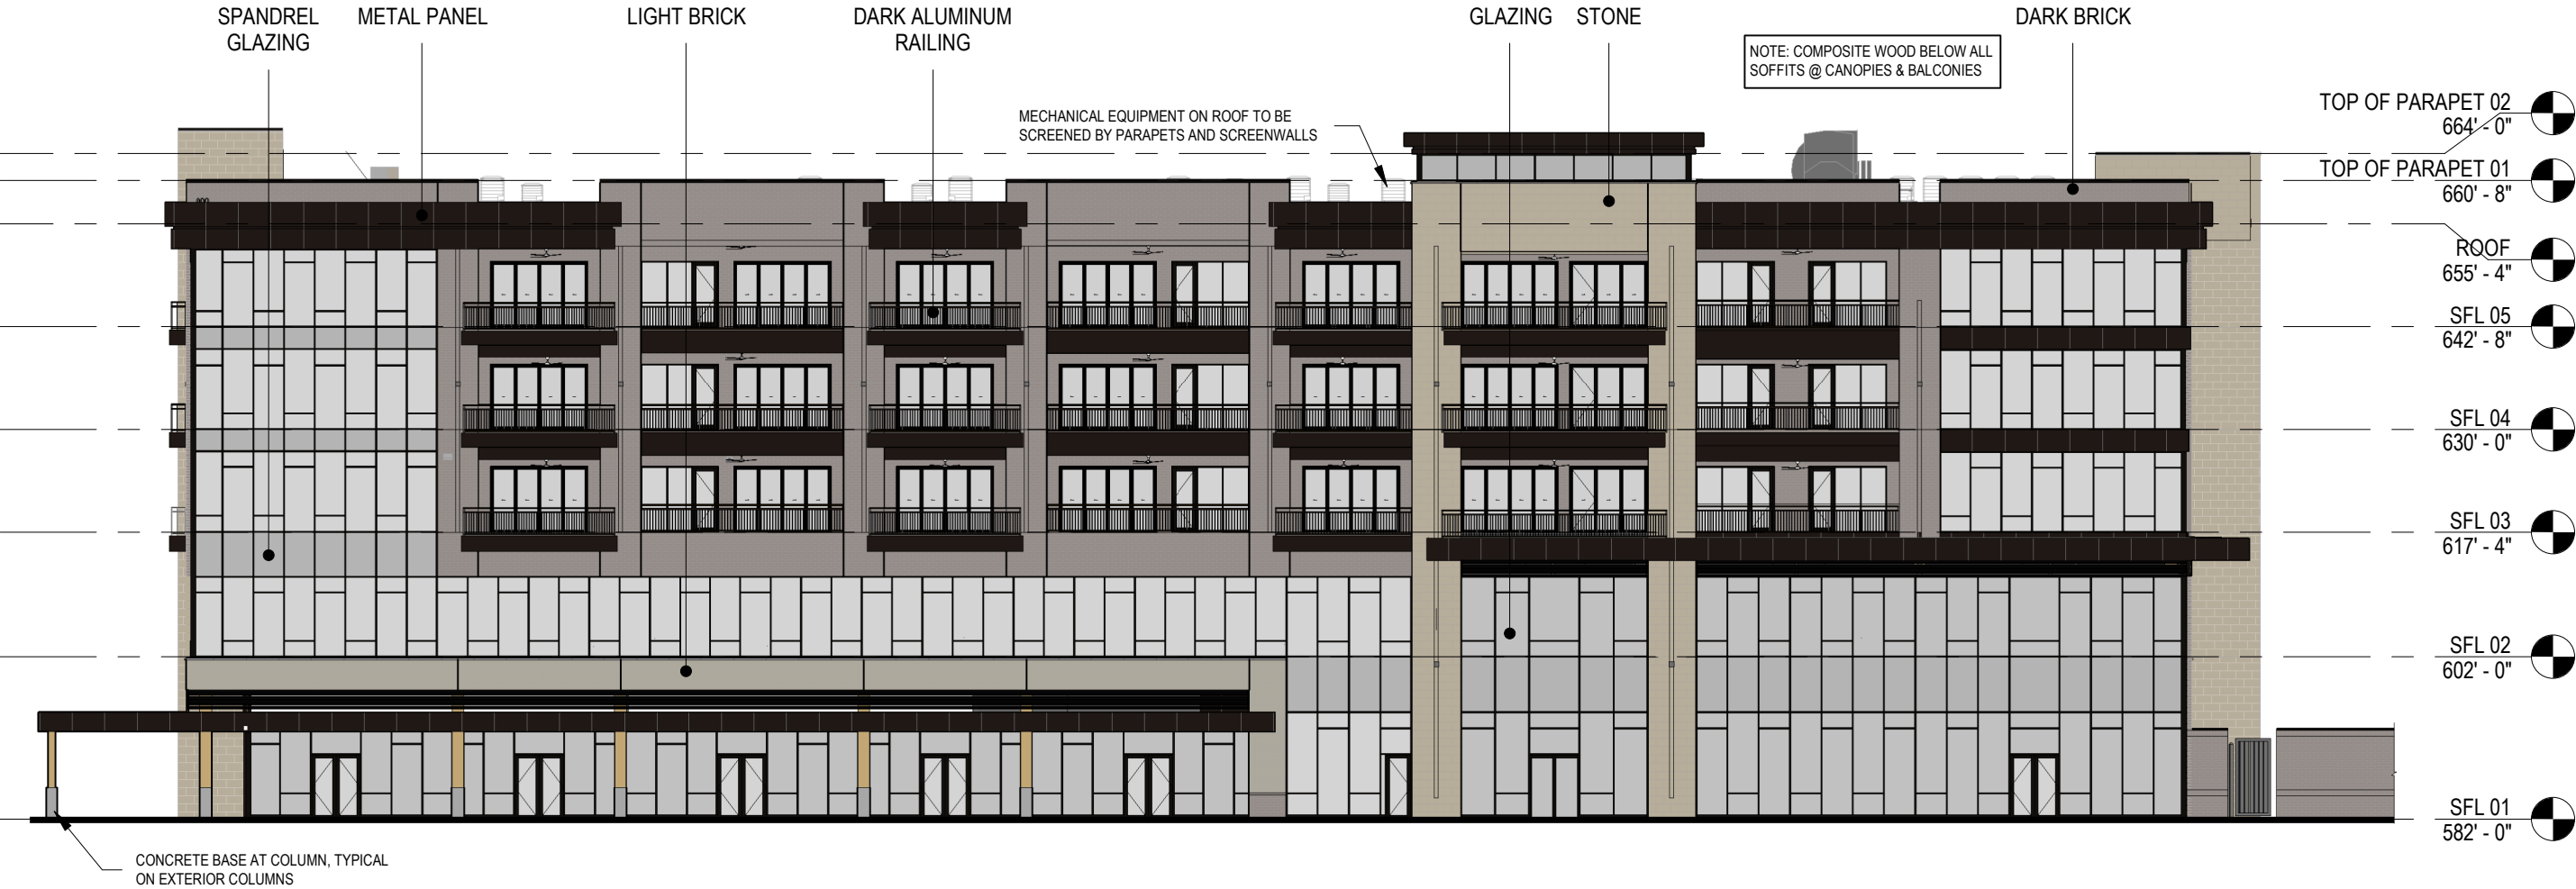 SPANDREL
GLAZING
METAL PANEL
LIGHT BRICK
DARK ALUMINUM
RAILING
GLAZING
STONE
DARK BRICK
NOTE: COMPOSITE WOOD BELOW ALL
SOFFITS @ CANOPIES & BALCONIES
MECHANICAL EQUIPMENT ON ROOF TO BE
SCREENED BY PARAPETS AND SCREENWALLS
TOP OF PARAPET 02
664' - 0"
TOP OF PARAPET 01
660' - 8"
ROOF
655' - 4"
SFL 05
642' - 8"
SFL 04
630' - 0"
SFL 03
617' - 4"
SFL 02
602' - 0"
SFL 01
582' - 0"
CONCRETE BASE AT COLUMN, TYPICAL
ON EXTERIOR COLUMNS